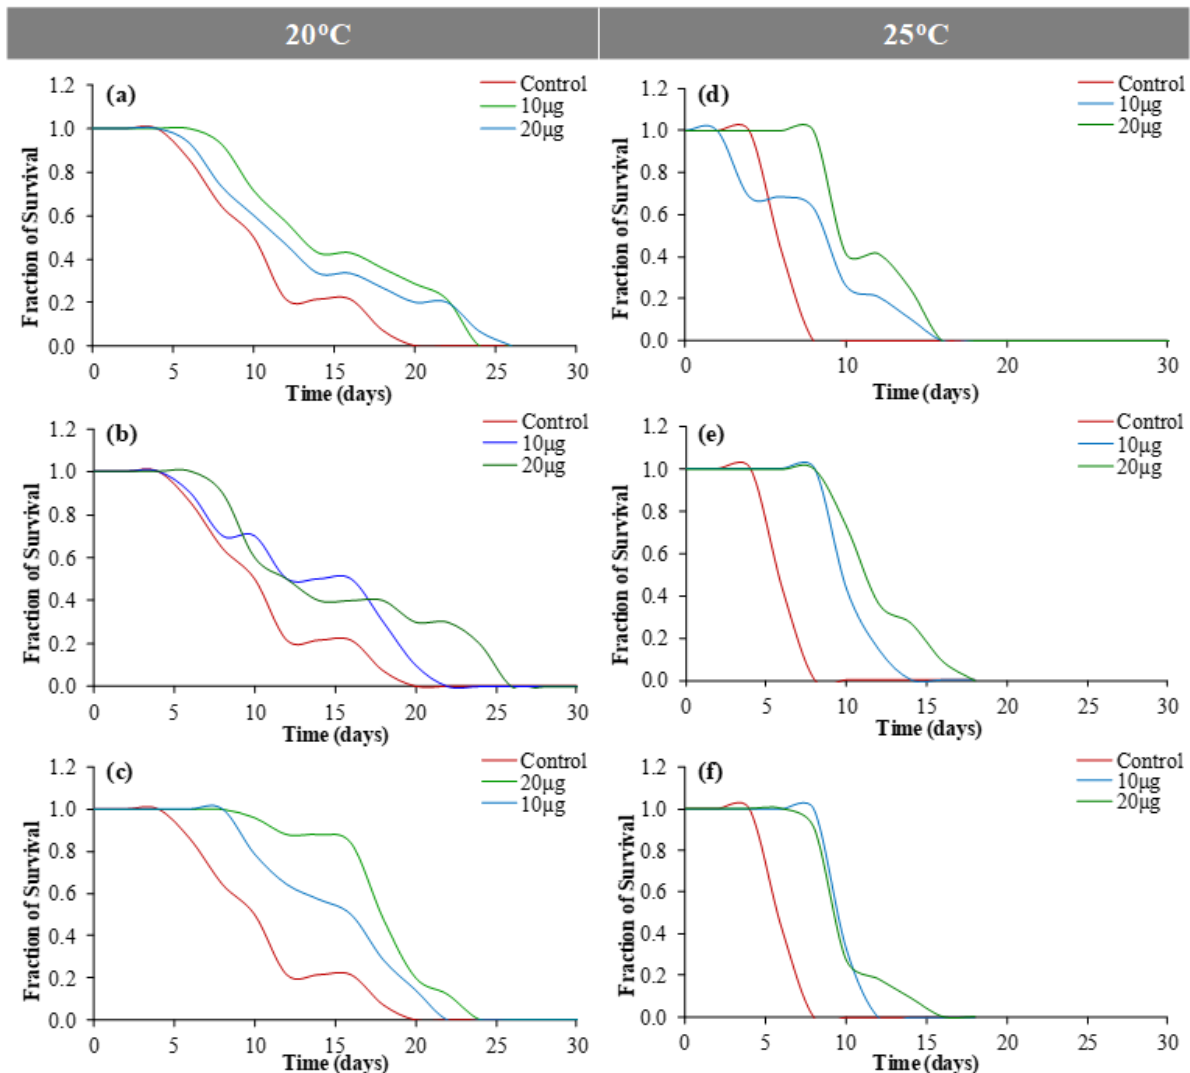 20°C
25°C
(a)
Control
10µg
20µg
1.2
1.0
0.8
0.6
0.4
0.2
0.0
Fraction of Survival
0 5 10 15 20 25 30
Time (days)
(d)
Control
10µg
20µg
1.2
1.0
0.8
0.6
0.4
0.2
0.0
Fraction of Survival
0 10 20 30
Time (days)
(b)
Control
10µg
20µg
1.2
1.0
0.8
0.6
0.4
0.2
0.0
Fraction of Survival
0 5 10 15 20 25 30
Time (days)
(e)
Control
10µg
20µg
1.2
1.0
0.8
0.6
0.4
0.2
0.0
Fraction of Survival
0 5 10 15 20 25 30
Time (days)
(c)
Control
20µg
10µg
1.2
1.0
0.8
0.6
0.4
0.2
0.0
Fraction of Survival
0 5 10 15 20 25 30
Time (days)
(f)
Control
10µg
20µg
1.2
1.0
0.8
0.6
0.4
0.2
0.0
Fraction of Survival
0 5 10 15 20 25 30
Time (days)